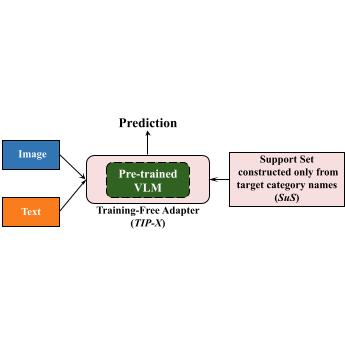 Prediction
Image
Pre-trained
VLM
Support Set
constructed only from
target category names
(SuS)
Text
Training-Free Adapter
(TIP-X)